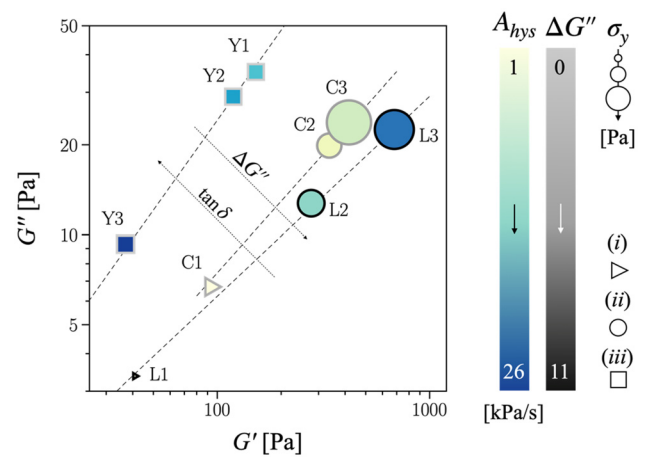 50
20
10
5
100
1000
G″ [Pa]
G′ [Pa]
Y1
Y2
Y3
C1
C2
C3
L1
L2
L3
ΔG″
tan δ
A_hys
ΔG″
σ_y
1
0
[Pa]
(i)
(ii)
(iii)
26
11
[kPa/s]